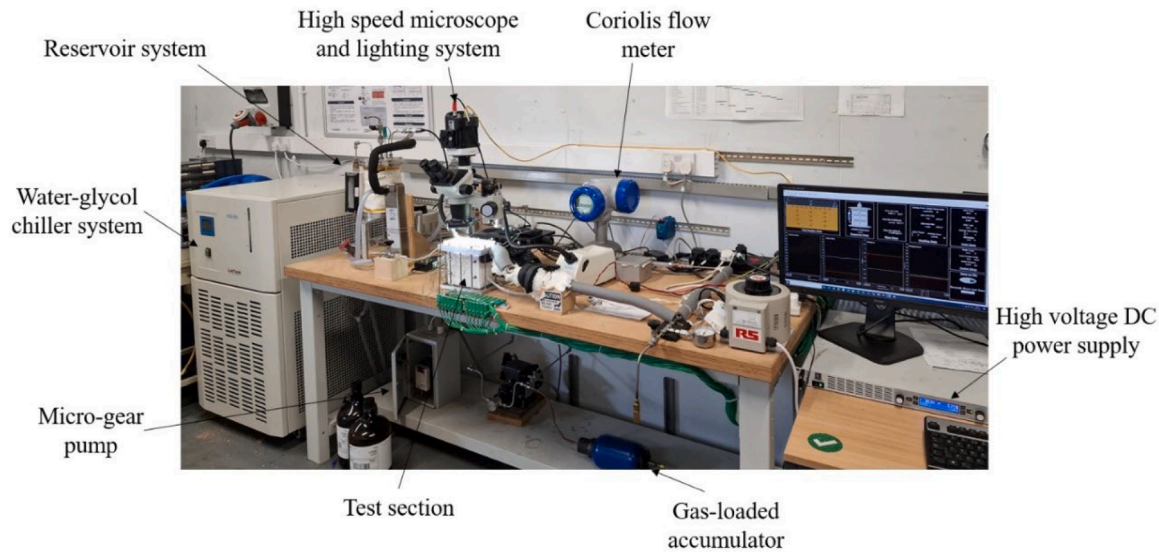 High speed microscope
and lighting system
Coriolis flow
meter
Reservoir system
Water-glycol
chiller system
High voltage DC
power supply
RS
Micro-gear
pump
Test section
Gas-loaded
accumulator